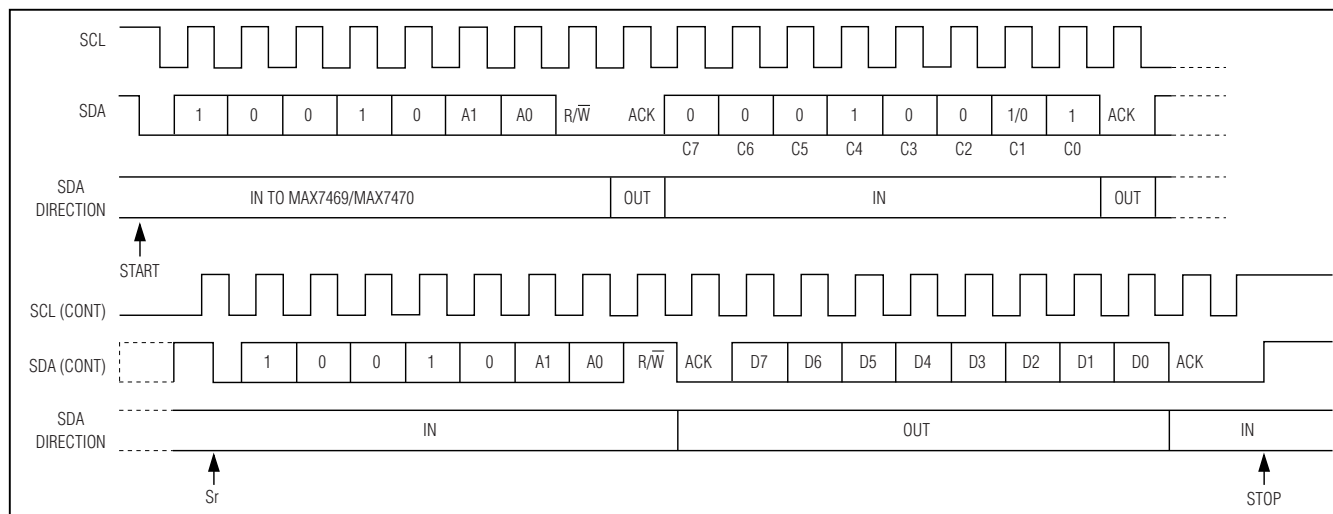 SCL
SDA 1 0 0 1 0 A1 A0 R/W̅ ACK 0 0 0 1 0 0 1/0 1 ACK
C7 C6 C5 C4 C3 C2 C1 C0
SDA DIRECTION IN TO MAX7469/MAX7470 OUT IN OUT
START
SCL (CONT)
SDA (CONT) 1 0 0 1 0 A1 A0 R/W̅ ACK D7 D6 D5 D4 D3 D2 D1 D0 ACK
SDA DIRECTION IN OUT IN
Sr STOP